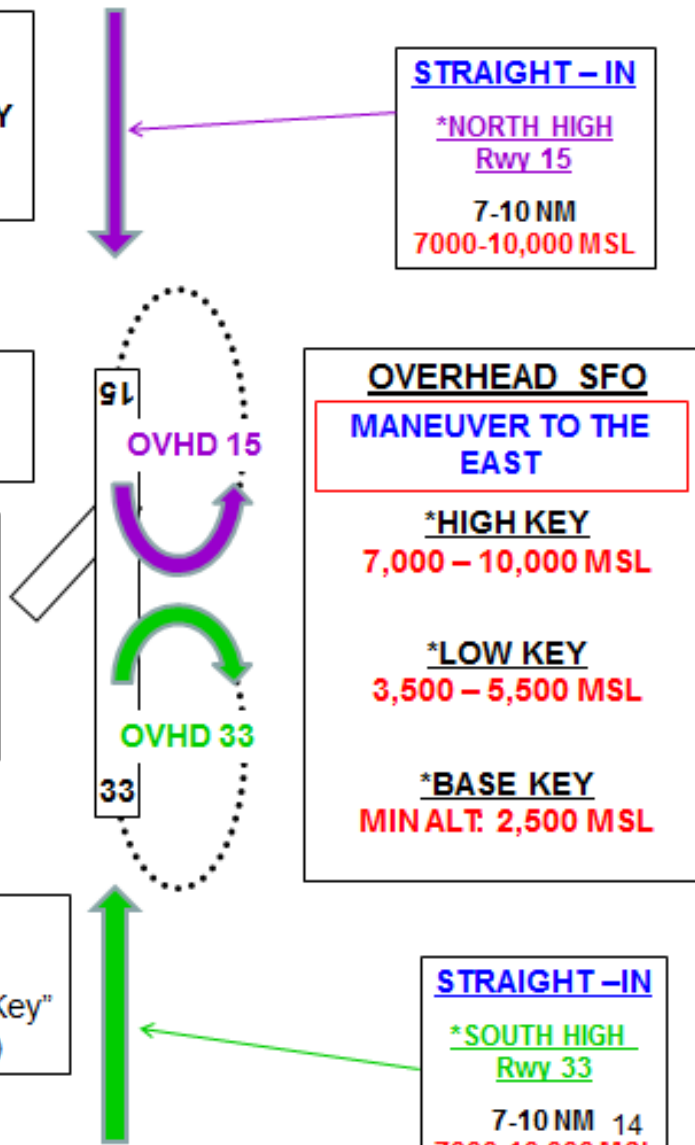 Y
STRAIGHT – IN
*NORTH HIGH
Rwy 15
7-10 NM
7000-10,000 MSL
15
OVHD 15
OVERHEAD SFO
MANEUVER TO THE
EAST
*HIGH KEY
7,000 – 10,000 MSL
*LOW KEY
3,500 – 5,500 MSL
*BASE KEY
MIN ALT: 2,500 MSL
OVHD 33
33
Key"
)
STRAIGHT –IN
*SOUTH HIGH
Rwy 33
7-10 NM 14